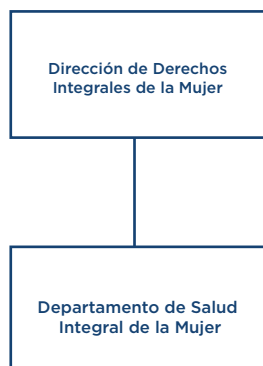 Dirección de Derechos
Integrales de la Mujer
Departamento de Salud
Integral de la Mujer